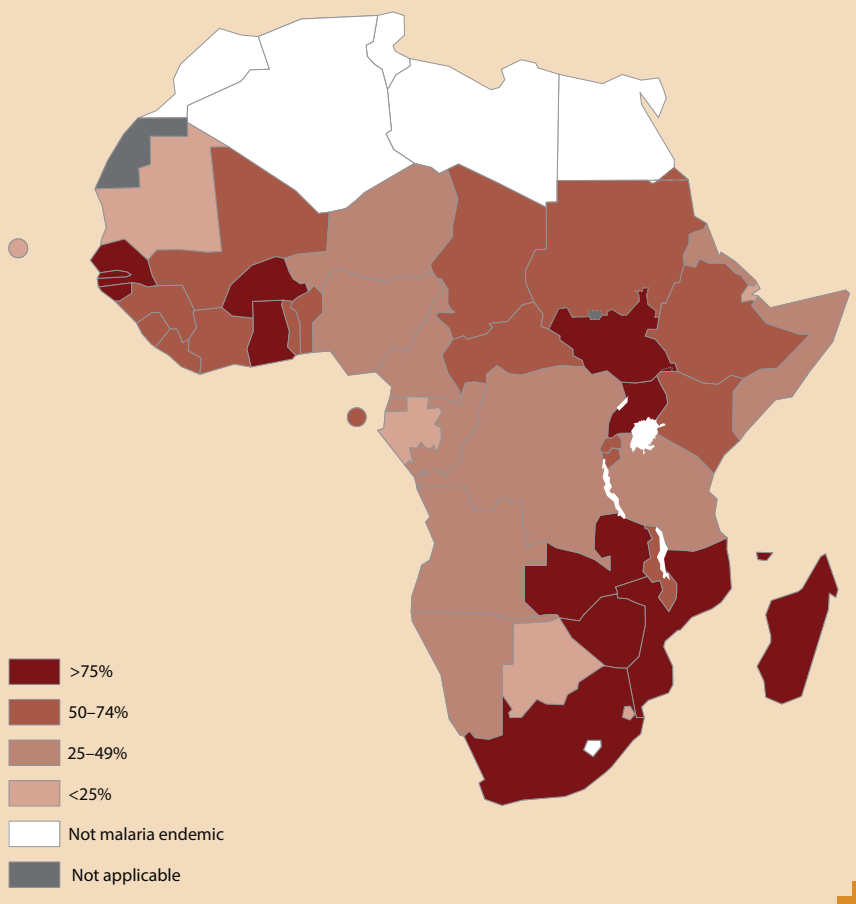 >75%
50–74%
25–49%
<25%
Not malaria endemic
Not applicable